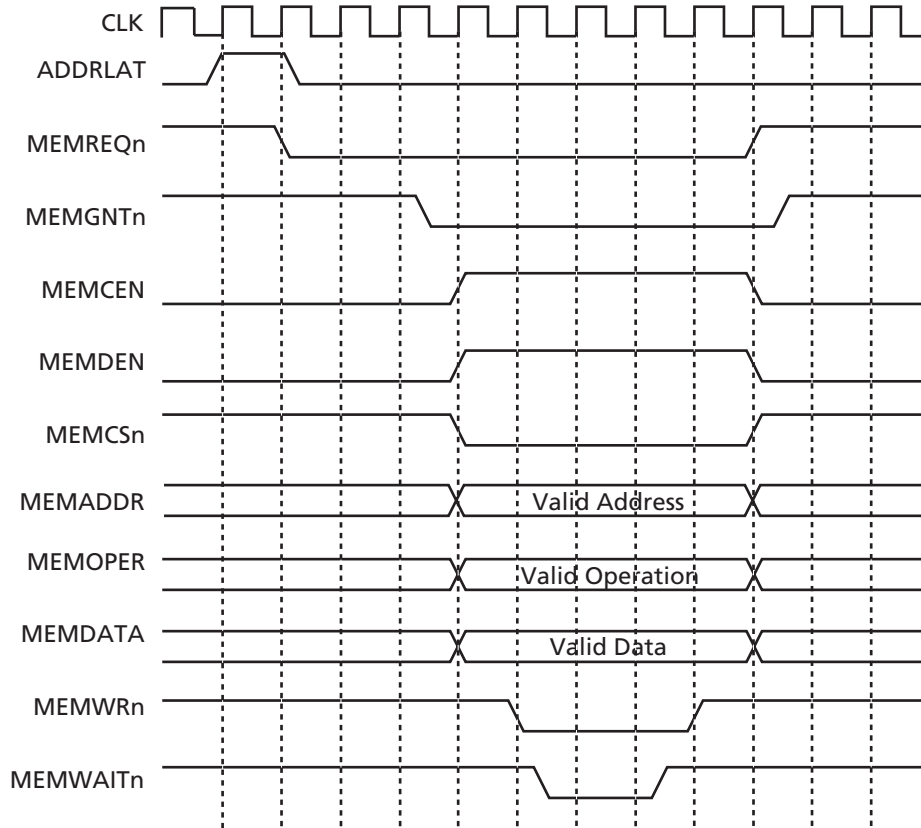 CLK
ADDRLAT
MEMREQn
MEMGNTn
MEMCEN
MEMDEN
MEMCSn
MEMADDR Valid Address
MEMOPER Valid Operation
MEMDATA Valid Data
MEMWRn
MEMWAITn